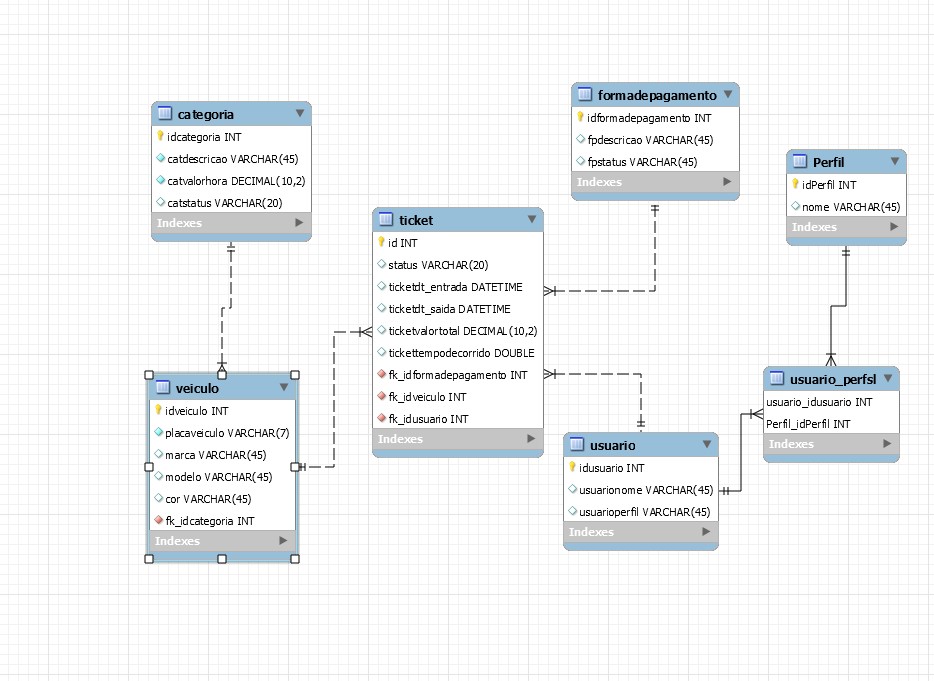 categoria
idcategoria INT
catdescricao VARCHAR(45)
catvalorhora DECIMAL(10,2)
catstatus VARCHAR(20)
Indexes
formadepagamento
idformadepagamento INT
fpdescricao VARCHAR(45)
fpstatus VARCHAR(45)
Indexes
Perfil
idPerfil INT
nome VARCHAR(45)
Indexes
ticket
id INT
status VARCHAR(20)
ticketdt_entrada DATETIME
ticketdt_saida DATETIME
ticketvalortotal DECIMAL(10,2)
tickettempodecorrido DOUBLE
fk_idformadepagamento INT
fk_idveiculo INT
fk_idusuario INT
Indexes
veiculo
idveiculo INT
placaveiculo VARCHAR(7)
marca VARCHAR(45)
modelo VARCHAR(45)
cor VARCHAR(45)
fk_idcategoria INT
Indexes
usuario
idusuario INT
usuarionome VARCHAR(45)
usuarioperfil VARCHAR(45)
Indexes
usuario_perfsl
usuario_idusuario INT
Perfil_idPerfil INT
Indexes